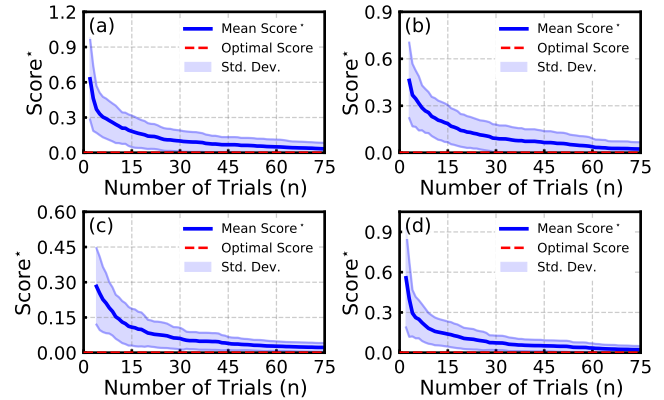 (a)
Mean Score⋆
Optimal Score
Std. Dev.
Score⋆
1.2
0.9
0.6
0.3
0.0
0 15 30 45 60 75
Number of Trials (n)
(b)
Mean Score⋆
Optimal Score
Std. Dev.
Score⋆
0.9
0.6
0.3
0.0
0 15 30 45 60 75
Number of Trials (n)
(c)
Mean Score⋆
Optimal Score
Std. Dev.
Score⋆
0.60
0.45
0.30
0.15
0.00
0 15 30 45 60 75
Number of Trials (n)
(d)
Mean Score⋆
Optimal Score
Std. Dev.
Score⋆
0.9
0.6
0.3
0.0
0 15 30 45 60 75
Number of Trials (n)